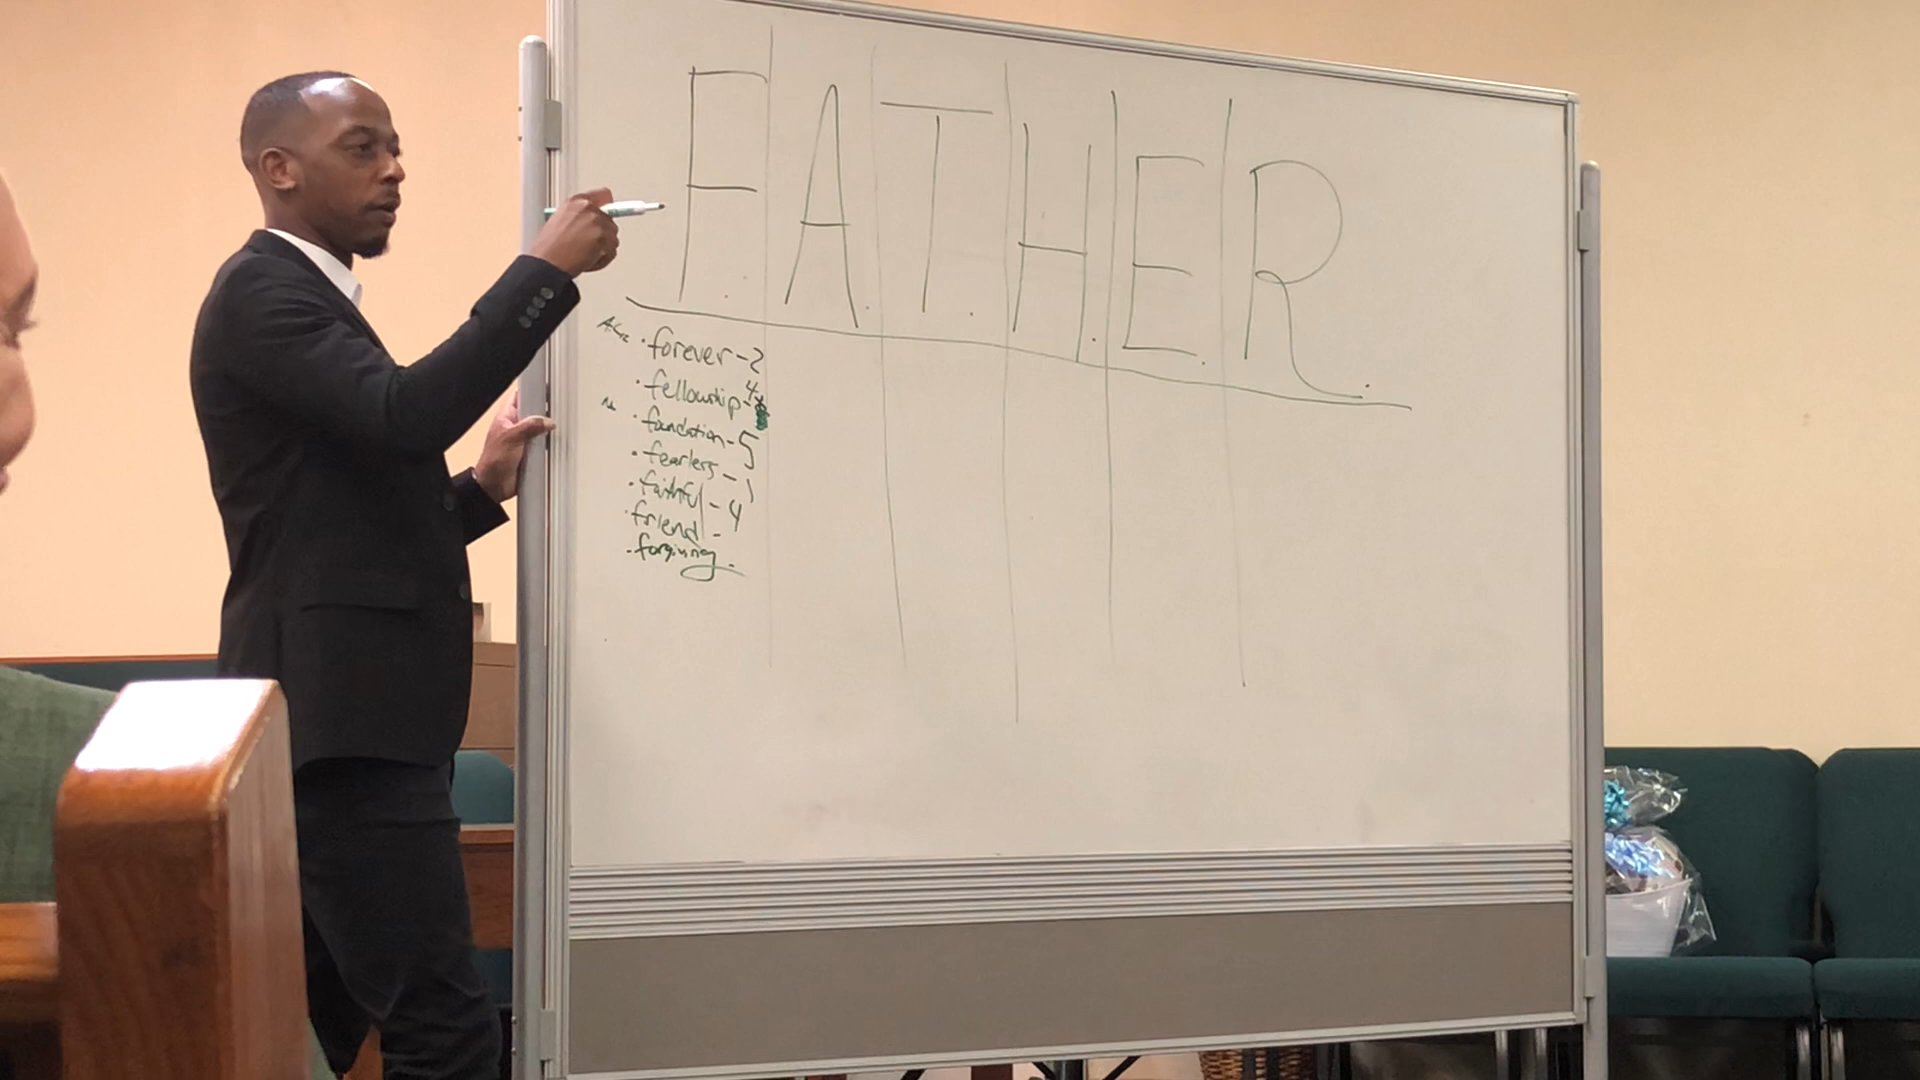 F.A.T.H.E.R.
· forever - 2
· fellowship - 4
· foundation - 5
· fearless - 1
· faithful - 4
· friend -
· forgiving